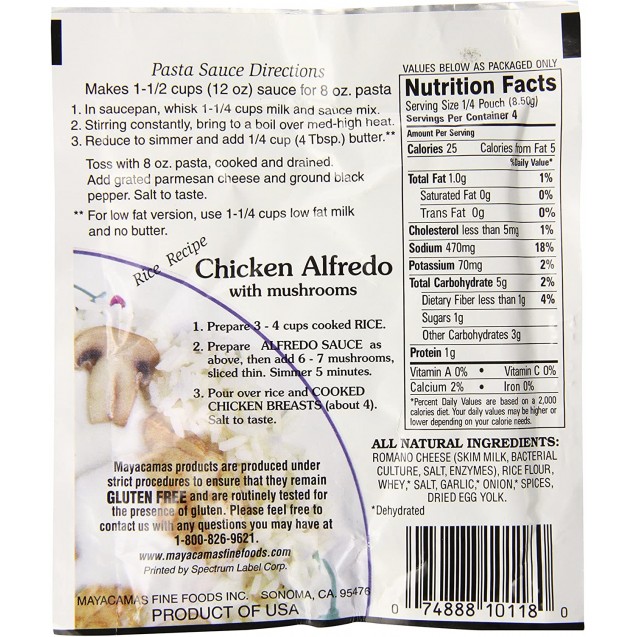 Pasta Sauce Directions
Makes 1-1/2 cups (12 oz) sauce for 8 oz. pasta
1. In saucepan, whisk 1-1/4 cups milk and sauce mix.
2. Stirring constantly, bring to a boil over med-high heat.
3. Reduce to simmer and add 1/4 cup (4 Tbsp.) butter.**
Toss with 8 oz. pasta, cooked and drained.
Add grated parmesan cheese and ground black
pepper. Salt to taste.
** For low fat version, use 1-1/4 cups low fat milk
and no butter.
Rice Recipe
Chicken Alfredo
with mushrooms
1. Prepare 3 - 4 cups cooked RICE.
2. Prepare ALFREDO SAUCE as
above, then add 6 - 7 mushrooms,
sliced thin. Simmer 5 minutes.
3. Pour over rice and COOKED
CHICKEN BREASTS (about 4).
Salt to taste.
Mayacamas products are produced under
strict procedures to ensure that they remain
GLUTEN FREE and are routinely tested for
the presence of gluten. Please feel free to
contact us with any questions you may have at
1-800-826-9621.
www.mayacamasfinefoods.com
Printed by Spectrum Label Corp.
MAYACAMAS FINE FOODS INC. SONOMA, CA. 95476
PRODUCT OF USA
VALUES BELOW AS PACKAGED ONLY
Nutrition Facts
Serving Size 1/4 Pouch (8.50g)
Servings Per Container 4
Amount Per Serving
Calories 25 Calories from Fat 5
%Daily Value*
Total Fat 1.0g 1%
Saturated Fat 0g 0%
Trans Fat 0g 0%
Cholesterol less than 5mg 1%
Sodium 470mg 18%
Potassium 70mg 2%
Total Carbohydrate 5g 2%
Dietary Fiber less than 1g 4%
Sugars 1g
Other Carbohydrates 3g
Protein 1g
Vitamin A 0% • Vitamin C 0%
Calcium 2% • Iron 0%
*Percent Daily Values are based on a 2,000
calories diet. Your daily values may be higher or
lower depending on your calorie needs.
ALL NATURAL INGREDIENTS:
ROMANO CHEESE (SKIM MILK, BACTERIAL
CULTURE, SALT, ENZYMES), RICE FLOUR,
WHEY,* SALT, GARLIC,* ONION,* SPICES,
DRIED EGG YOLK.
*Dehydrated
0 74888 10118 0